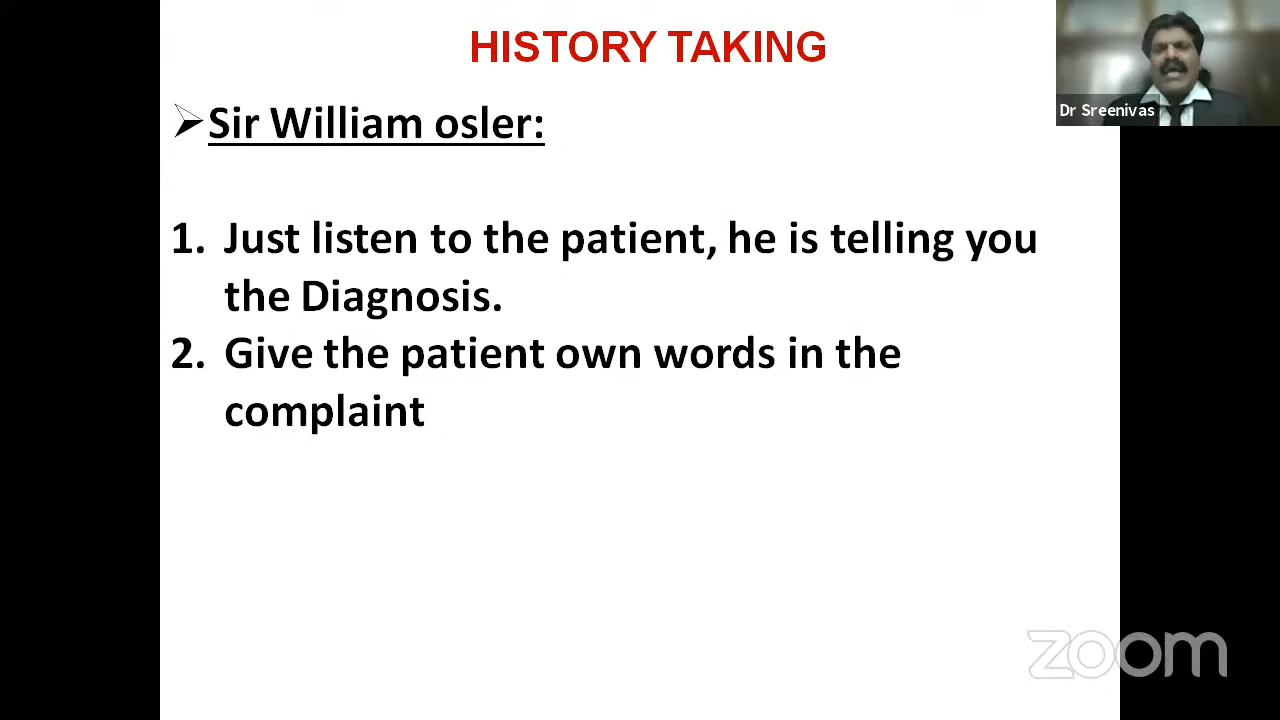 HISTORY TAKING
Dr Sreenivas
➢Sir William osler:
1. Just listen to the patient, he is telling you
the Diagnosis.
2. Give the patient own words in the
complaint
zoom